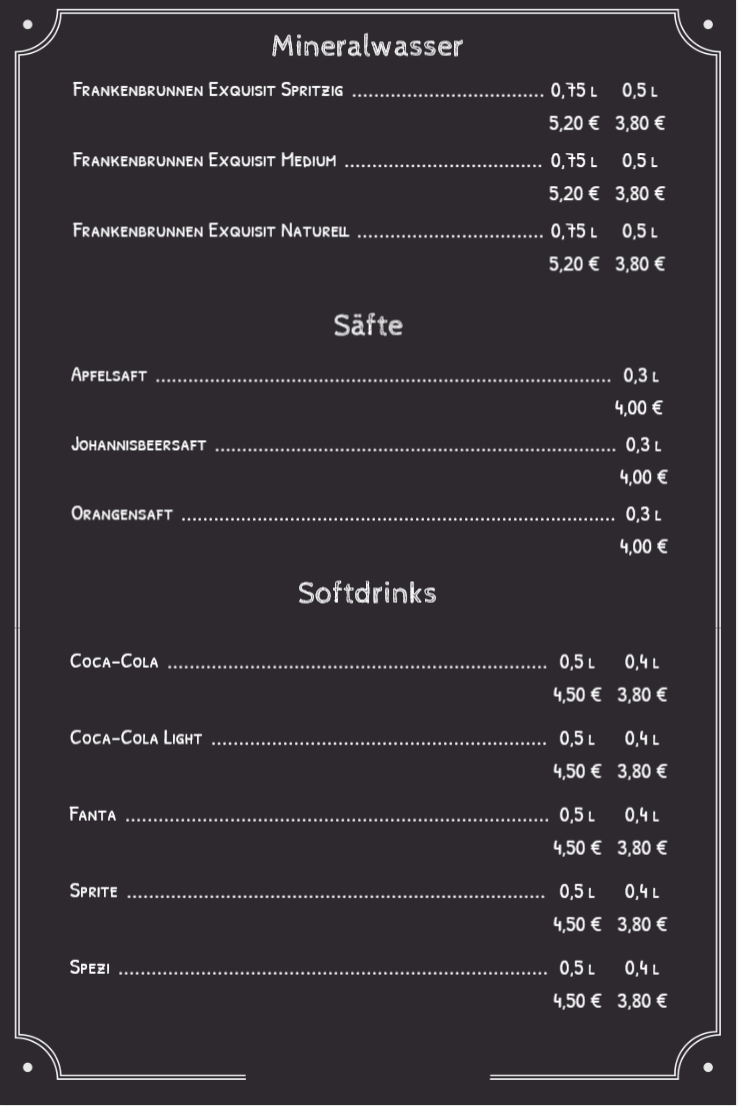 Mineralwasser
Frankenbrunnen Exquisit Spritzig ................................... 0,75 l 0,5 l
5,20 € 3,80 €
Frankenbrunnen Exquisit Medium .................................... 0,75 l 0,5 l
5,20 € 3,80 €
Frankenbrunnen Exquisit Naturell .................................. 0,75 l 0,5 l
5,20 € 3,80 €
Säfte
Apfelsaft ................................................................................... 0,3 l
4,00 €
Johannisbeersaft ......................................................................... 0,3 l
4,00 €
Orangensaft ............................................................................... 0,3 l
4,00 €
Softdrinks
Coca-Cola ..................................................................... 0,5 l 0,4 l
4,50 € 3,80 €
Coca-Cola Light ............................................................. 0,5 l 0,4 l
4,50 € 3,80 €
Fanta ............................................................................. 0,5 l 0,4 l
4,50 € 3,80 €
Sprite ............................................................................ 0,5 l 0,4 l
4,50 € 3,80 €
Spezi .............................................................................. 0,5 l 0,4 l
4,50 € 3,80 €